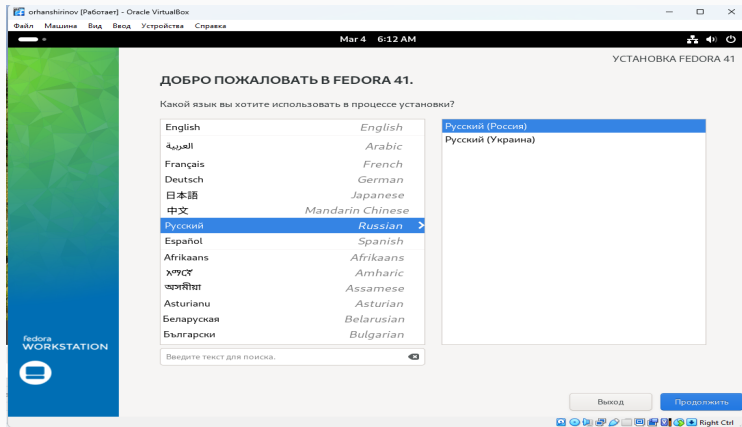 orhanshirinov [Работает] - Oracle VirtualBox
Файл Машина Вид Ввод Устройства Справка
Mar 4 6:12 AM
УСТАНОВКА FEDORA 41
ДОБРО ПОЖАЛОВАТЬ В FEDORA 41.
Какой язык вы хотите использовать в процессе установки?
English English
العربية Arabic
Français French
Deutsch German
日本語 Japanese
中文 Mandarin Chinese
Русский Russian
Español Spanish
Afrikaans Afrikaans
አማርኛ Amharic
অসমীয়া Assamese
Asturianu Asturian
Беларуская Belarusian
Български Bulgarian
Русский (Россия)
Русский (Украина)
Введите текст для поиска.
fedora
WORKSTATION
Выход Продолжить
Right Ctrl